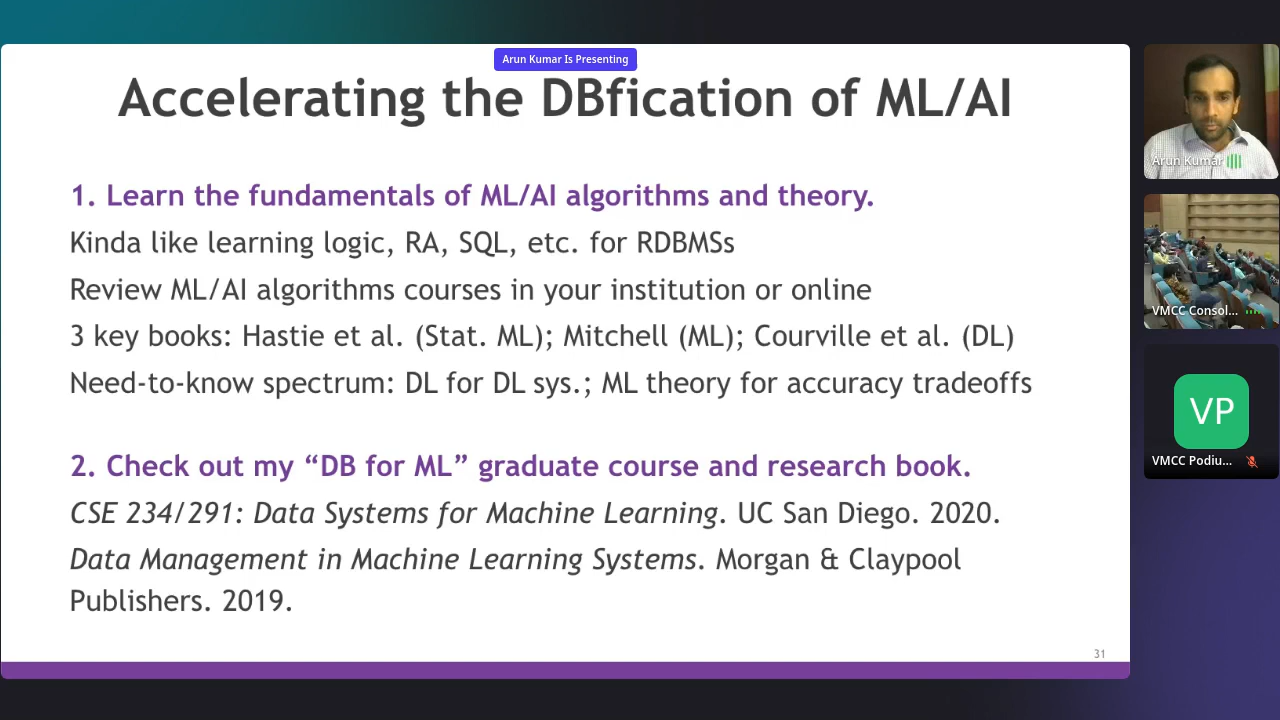 Arun Kumar Is Presenting
Accelerating the DBfication of ML/AI
1. Learn the fundamentals of ML/AI algorithms and theory.
Kinda like learning logic, RA, SQL, etc. for RDBMSs
Review ML/AI algorithms courses in your institution or online
3 key books: Hastie et al. (Stat. ML); Mitchell (ML); Courville et al. (DL)
Need-to-know spectrum: DL for DL sys.; ML theory for accuracy tradeoffs
2. Check out my “DB for ML” graduate course and research book.
CSE 234/291: Data Systems for Machine Learning. UC San Diego. 2020.
Data Management in Machine Learning Systems. Morgan & Claypool
Publishers. 2019.
31
Arun Kumar
VMCC Consol...
VP
VMCC Podiu...